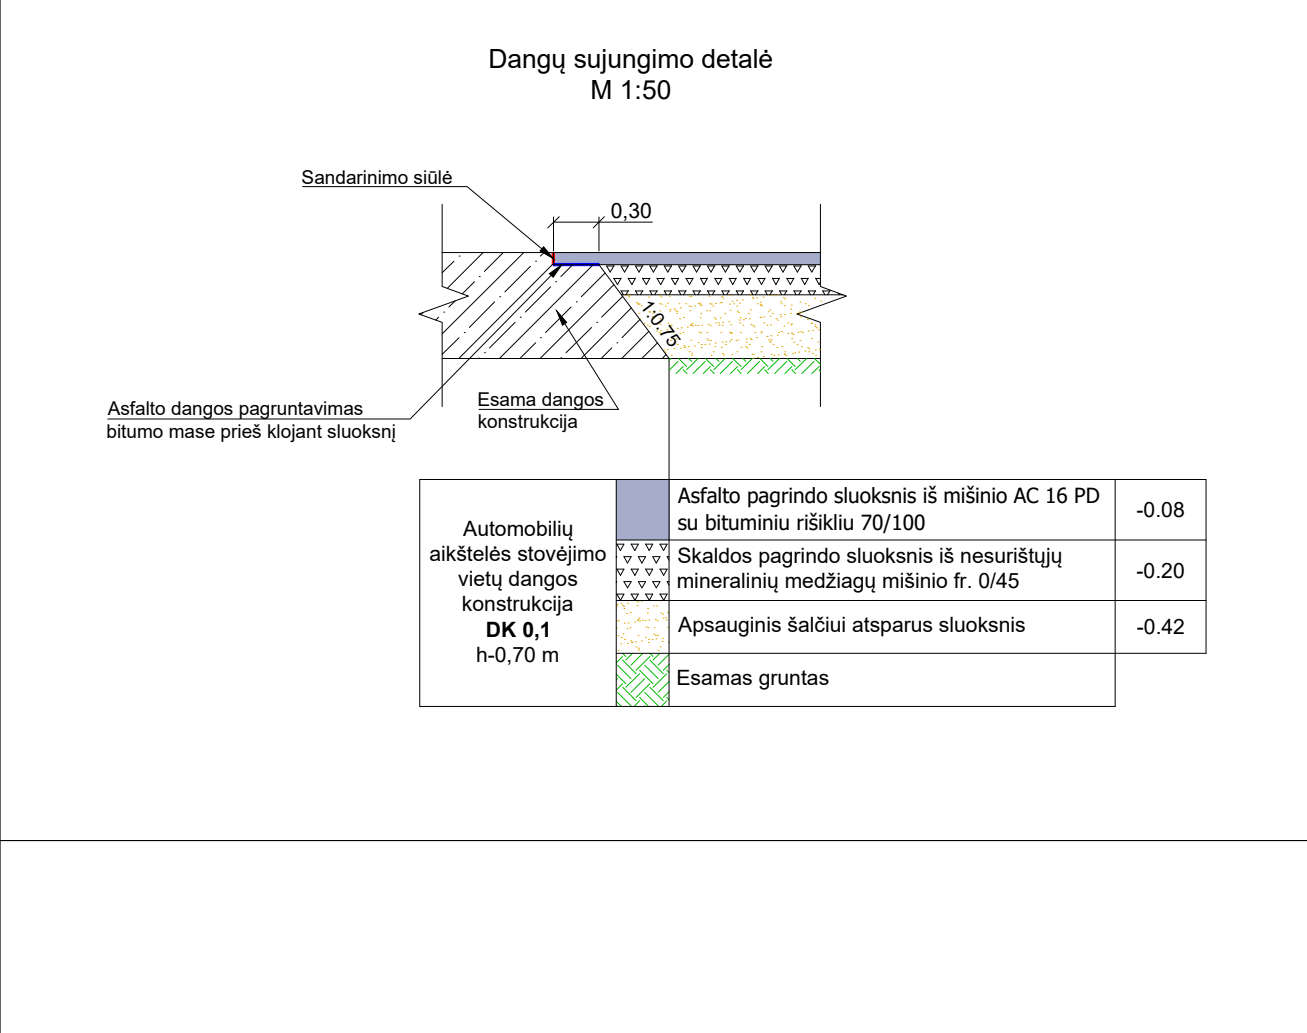 Dangų sujungimo detalė
M 1:50
Sandarinimo siūlė
0,30
1:0.75
Asfalto dangos pagruntavimas
bitumo mase prieš klojant sluoksnį
Esama dangos
konstrukcija
Automobilių
aikštelės stovėjimo
vietų dangos
konstrukcija
DK 0,1
h-0,70 m
Asfalto pagrindo sluoksnis iš mišinio AC 16 PD
su bituminiu rišikliu 70/100
-0.08
Skaldos pagrindo sluoksnis iš nesurištųjų
mineralinių medžiagų mišinio fr. 0/45
-0.20
Apsauginis šalčiui atsparus sluoksnis
-0.42
Esamas gruntas